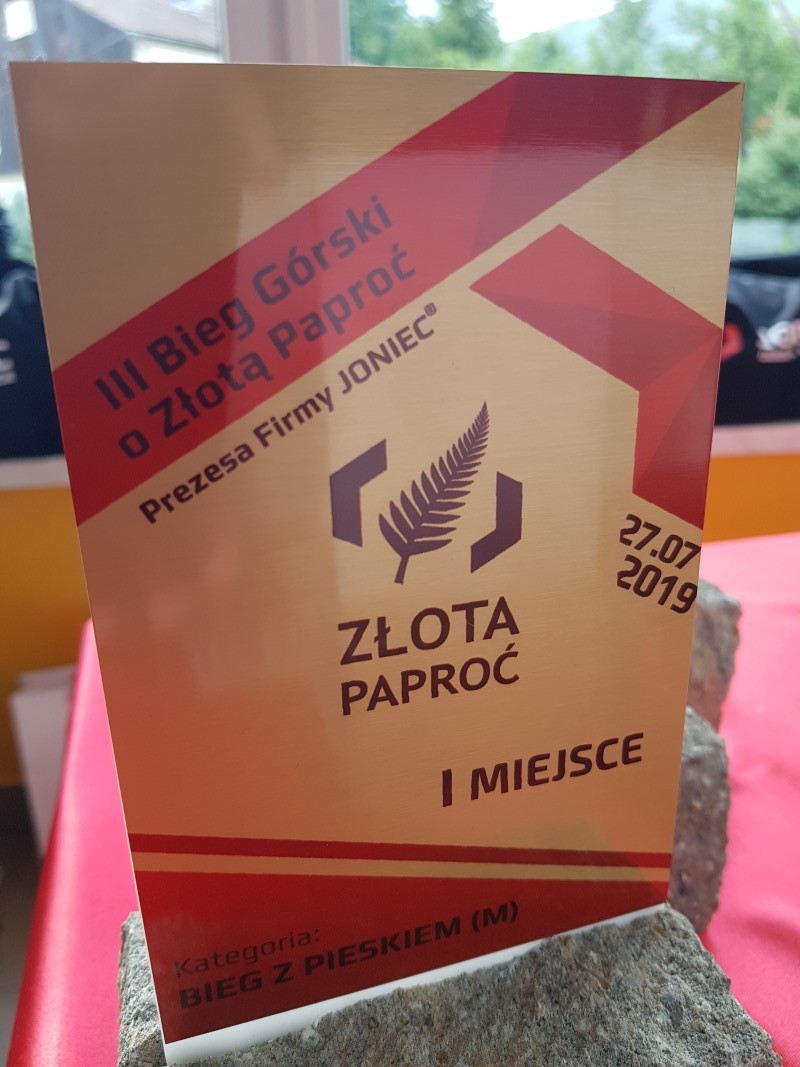 III Bieg Górski
o Złotą Paproć
Prezesa Firmy JONIEC®
27.07
2019
ZŁOTA
PAPROĆ
I MIEJSCE
Kategoria:
BIEG Z PIESKIEM (M)